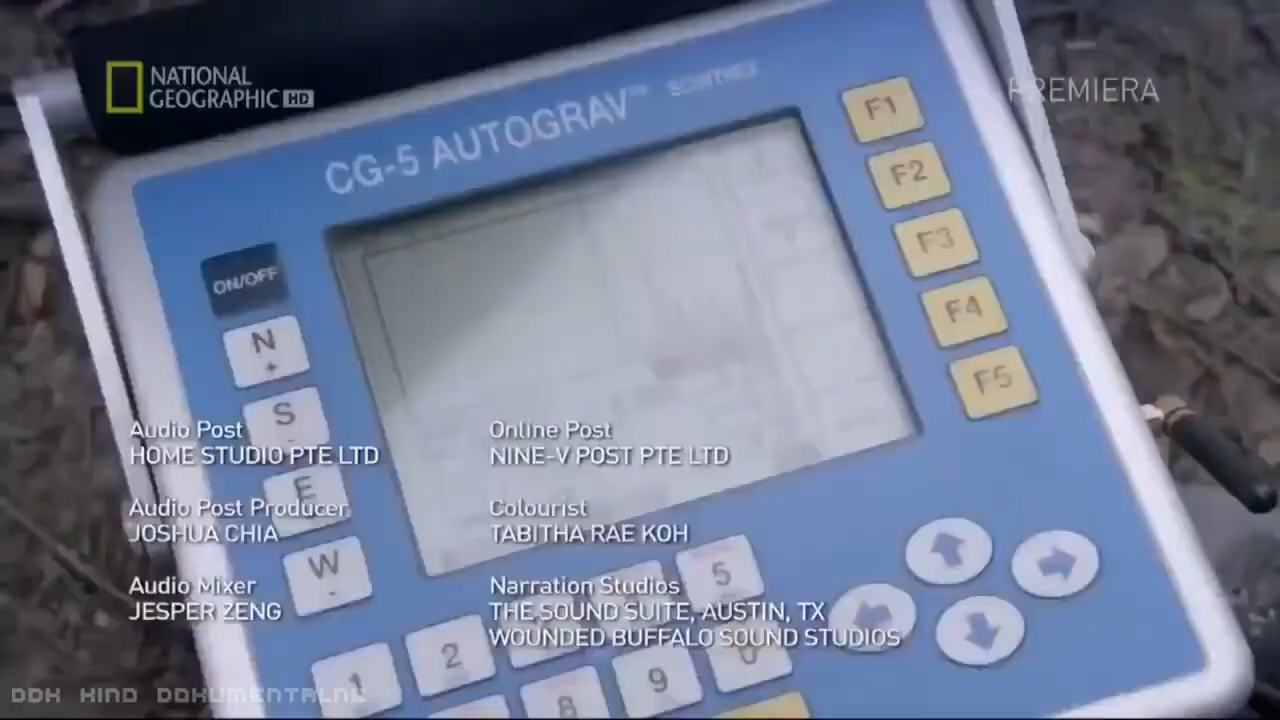 NATIONAL
GEOGRAPHIC HD
PREMIERA
CG-5 AUTOGRAV™ SCINTREX
F1
F2
F3
F4
F5
ON/OFF
N
+
S
-
E
W
-
Audio Post
HOME STUDIO PTE LTD
Audio Post Producer
JOSHUA CHIA
Audio Mixer
JESPER ZENG
Online Post
NINE-V POST PTE LTD
Colourist
TABITHA RAE KOH
Narration Studios
THE SOUND SUITE, AUSTIN, TX
WOUNDED BUFFALO SOUND STUDIOS
1
2
5
8
9
0
DDK KINO DOKUMENTALNE